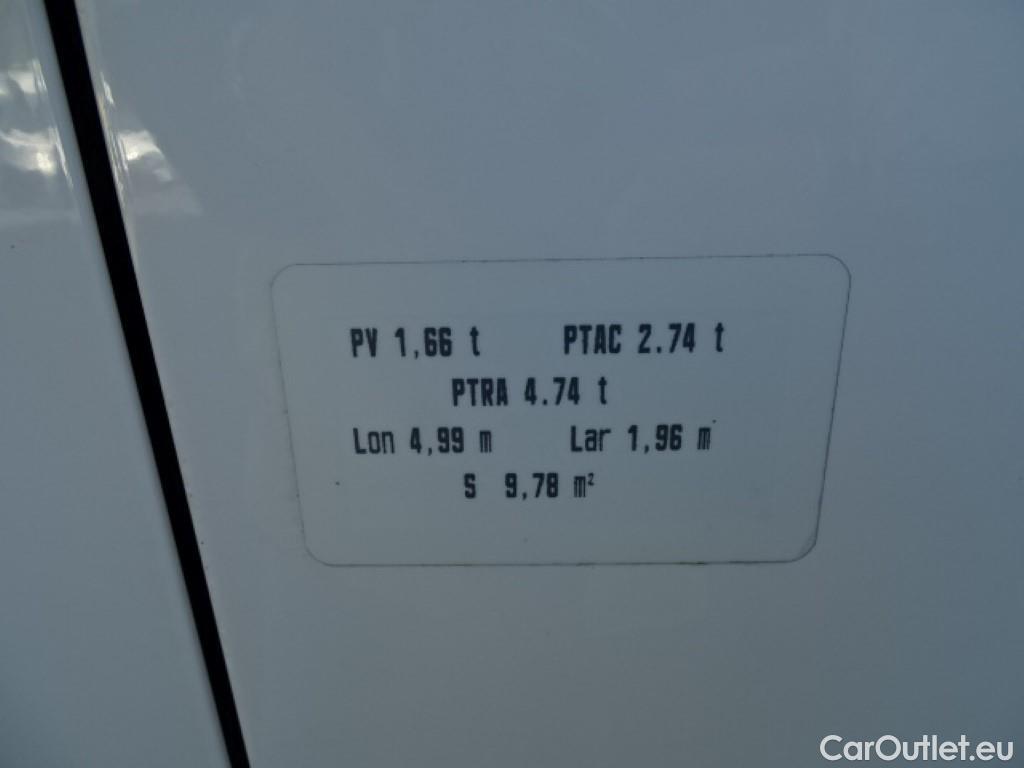 PV 1,66 t PTAC 2.74 t
PTRA 4.74 t
Lon 4,99 m Lar 1,96 m
S 9,78 m²
CarOutlet.eu